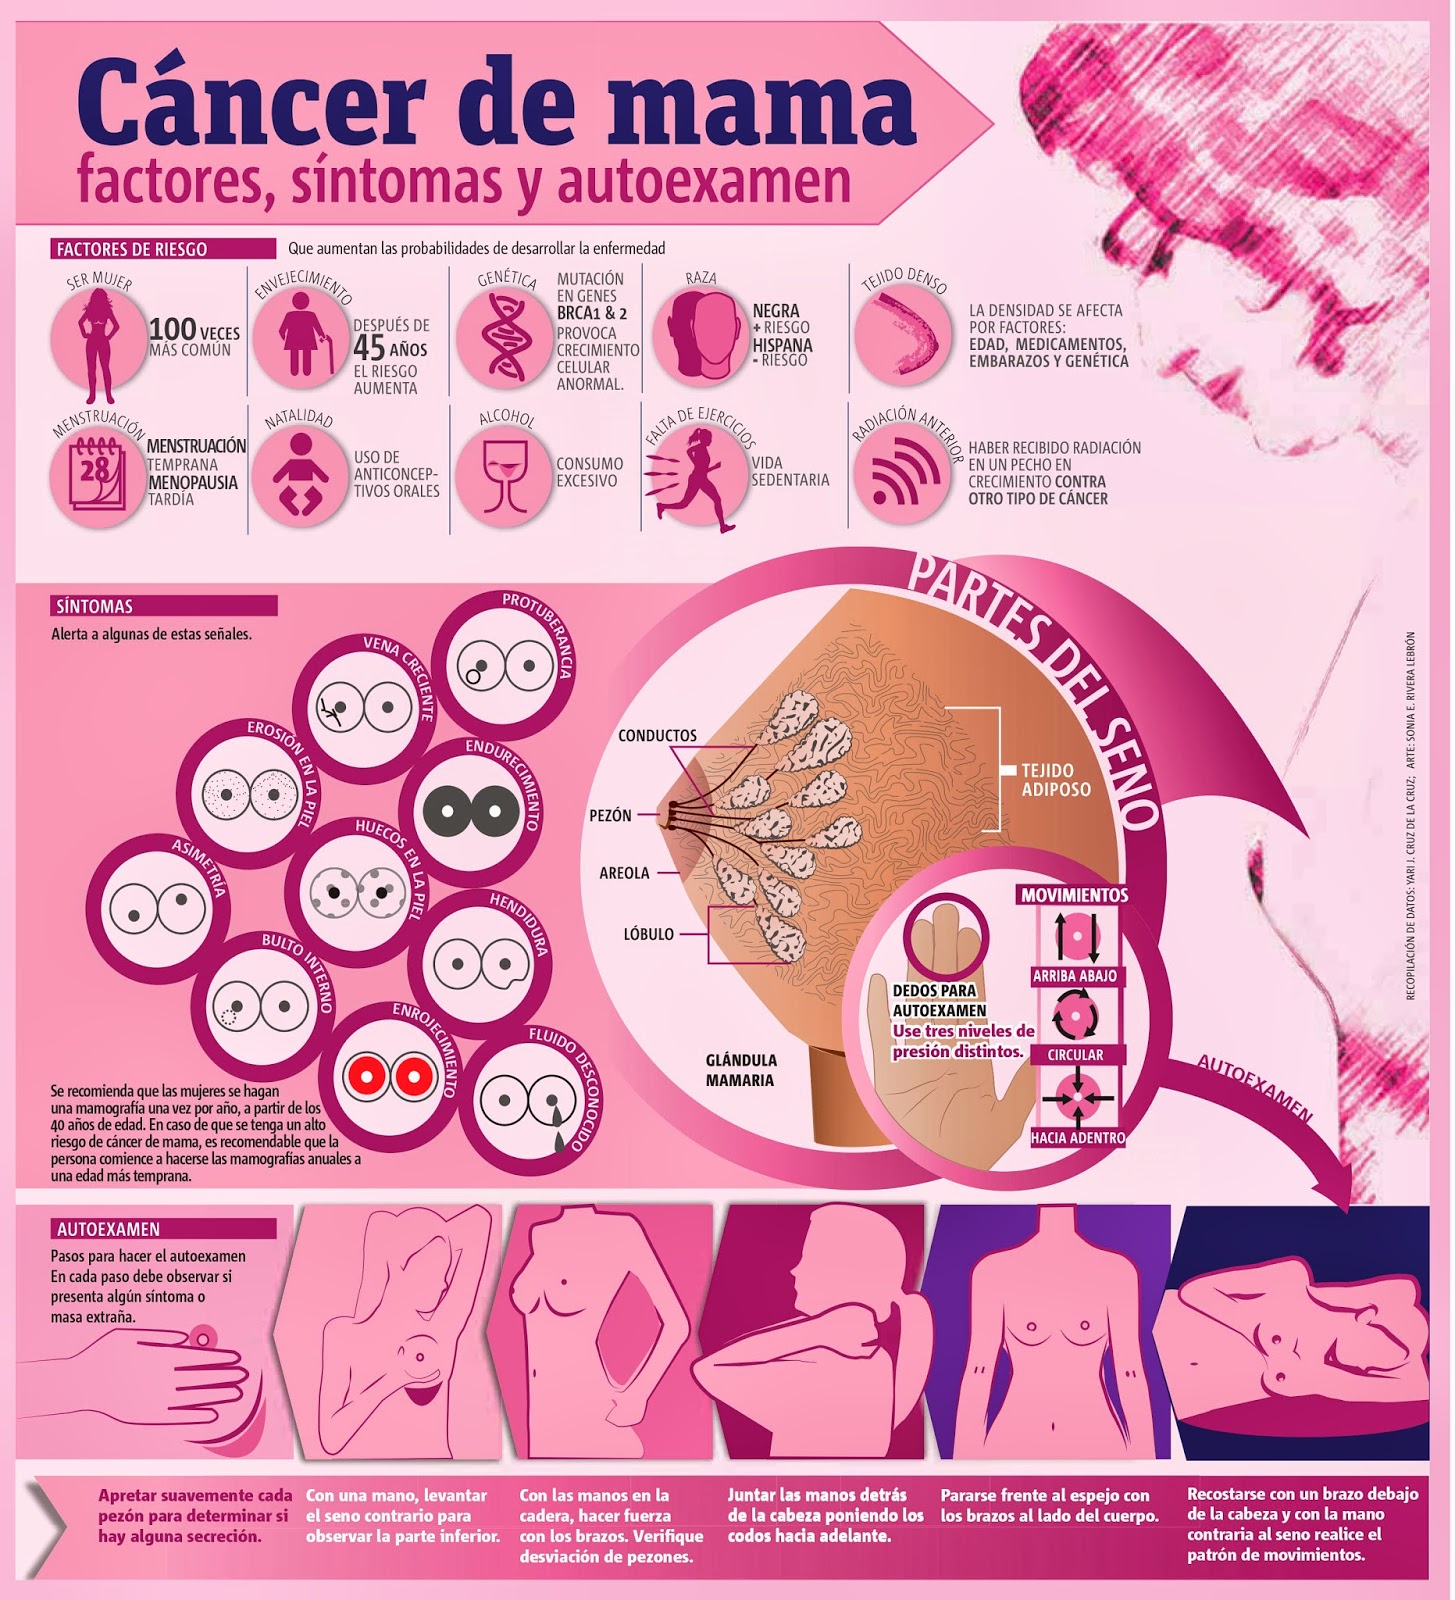 Cáncer de mama
factores, síntomas y autoexamen
FACTORES DE RIESGO
Que aumentan las probabilidades de desarrollar la enfermedad
SER MUJER
100 VECES
MÁS COMÚN
ENVEJECIMIENTO
DESPUÉS DE
45 AÑOS
EL RIESGO
AUMENTA
GENÉTICA
MUTACIÓN
EN GENES
BRCA1 & 2
PROVOCA
CRECIMIENTO
CELULAR
ANORMAL.
RAZA
NEGRA
+ RIESGO
HISPANA
- RIESGO
TEJIDO DENSO
LA DENSIDAD SE AFECTA
POR FACTORES:
EDAD, MEDICAMENTOS,
EMBARAZOS Y GENÉTICA
MENSTRUACIÓN
28
MENSTRUACIÓN
TEMPRANA
MENOPAUSIA
TARDÍA
NATALIDAD
USO DE
ANTICONCEP-
TIVOS ORALES
ALCOHOL
CONSUMO
EXCESIVO
FALTA DE EJERCICIOS
VIDA
SEDENTARIA
RADIACIÓN ANTERIOR
HABER RECIBIDO RADIACIÓN
EN UN PECHO EN
CRECIMIENTO CONTRA
OTRO TIPO DE CÁNCER
SÍNTOMAS
Alerta a algunas de estas señales.
PROTUBERANCIA
VENA CRECIENTE
EROSIÓN EN LA PIEL
ENDURECIMIENTO
ASIMETRÍA
HUECOS EN LA PIEL
HENDIDURA
BULTO INTERNO
ENROJECIMIENTO
FLUIDO DESCONOCIDO
Se recomienda que las mujeres se hagan
una mamografía una vez por año, a partir de los
40 años de edad. En caso de que se tenga un alto
riesgo de cáncer de mama, es recomendable que la
persona comience a hacerse las mamografías anuales a
una edad más temprana.
PARTES DEL SENO
CONDUCTOS
PEZÓN
AREOLA
LÓBULO
TEJIDO
ADIPOSO
GLÁNDULA
MAMARIA
DEDOS PARA
AUTOEXAMEN
Use tres niveles de
presión distintos.
MOVIMIENTOS
ARRIBA ABAJO
CIRCULAR
HACIA ADENTRO
AUTOEXAMEN
RECOPILACIÓN DE DATOS: YARI J. CRUZ DE LA CRUZ; ARTE: SONIA E. RIVERA LEBRÓN
AUTOEXAMEN
Pasos para hacer el autoexamen
En cada paso debe observar si
presenta algún síntoma o
masa extraña.
Apretar suavemente cada
pezón para determinar si
hay alguna secreción.
Con una mano, levantar
el seno contrario para
observar la parte inferior.
Con las manos en la
cadera, hacer fuerza
con los brazos. Verifique
desviación de pezones.
Juntar las manos detrás
de la cabeza poniendo los
codos hacia adelante.
Pararse frente al espejo con
los brazos al lado del cuerpo.
Recostarse con un brazo debajo
de la cabeza y con la mano
contraria al seno realice el
patrón de movimientos.